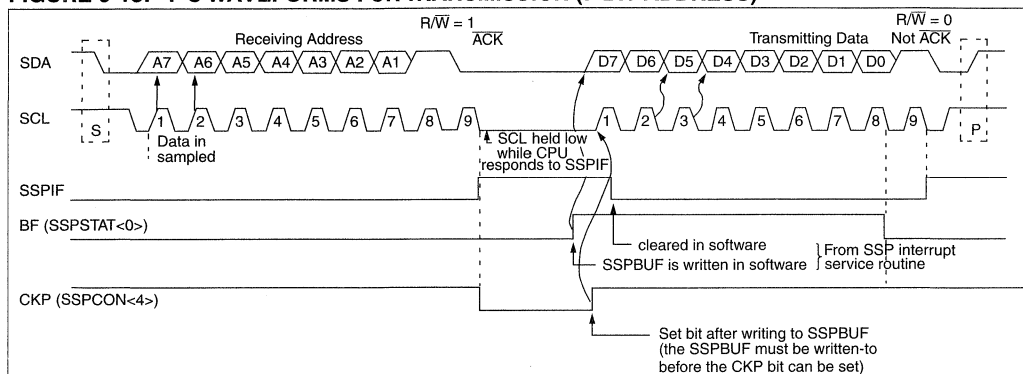 R/W = 1
ACK
R/W = 0
Not ACK
Receiving Address
Transmitting Data
SDA
A7 A6 A5 A4 A3 A2 A1
D7 D6 D5 D4 D3 D2 D1 D0
SCL
S
1 2 3 4 5 6 7 8 9
1 2 3 4 5 6 7 8 9
P
Data in
sampled
SCL held low
while CPU
responds to SSPIF
SSPIF
BF (SSPSTAT<0>)
cleared in software
SSPBUF is written in software
From SSP interrupt
service routine
CKP (SSPCON<4>)
Set bit after writing to SSPBUF
(the SSPBUF must be written-to
before the CKP bit can be set)